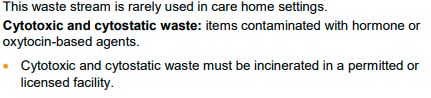 This waste stream is rarely used in care home settings.
Cytotoxic and cytostatic waste: items contaminated with hormone or
oxytocin-based agents.
• Cytotoxic and cytostatic waste must be incinerated in a permitted or
licensed facility.